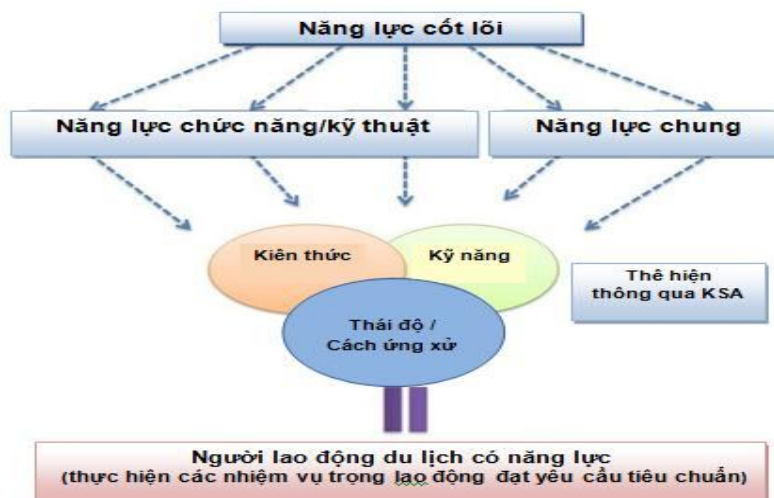 Năng lực cốt lõi
Năng lực chức năng/kỹ thuật
Năng lực chung
Kiên thức
Kỹ năng
Thê hiện
thông qua KSA
Thái độ /
Cách ứng xử
Người lao động du lịch có năng lực
(thực hiện các nhiệm vụ trong lao động đạt yêu cầu tiêu chuẩn)